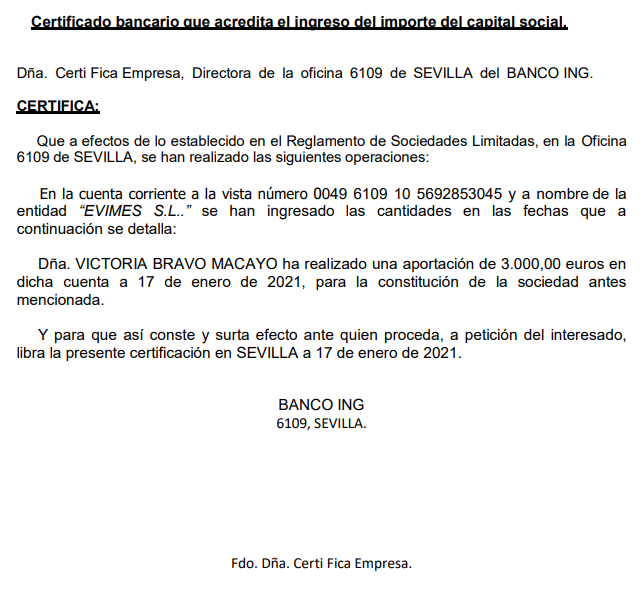 Certificado bancario que acredita el ingreso del importe del capital social.
Dña. Certi Fica Empresa, Directora de la oficina 6109 de SEVILLA del BANCO ING.
CERTIFICA:
Que a efectos de lo establecido en el Reglamento de Sociedades Limitadas, en la Oficina
6109 de SEVILLA, se han realizado las siguientes operaciones:
En la cuenta corriente a la vista número 0049 6109 10 5692853045 y a nombre de la
entidad “EVIMES S.L..” se han ingresado las cantidades en las fechas que a
continuación se detalla:
Dña. VICTORIA BRAVO MACAYO ha realizado una aportación de 3.000,00 euros en
dicha cuenta a 17 de enero de 2021, para la constitución de la sociedad antes
mencionada.
Y para que así conste y surta efecto ante quien proceda, a petición del interesado,
libra la presente certificación en SEVILLA a 17 de enero de 2021.
BANCO ING
6109, SEVILLA.
Fdo. Dña. Certi Fica Empresa.